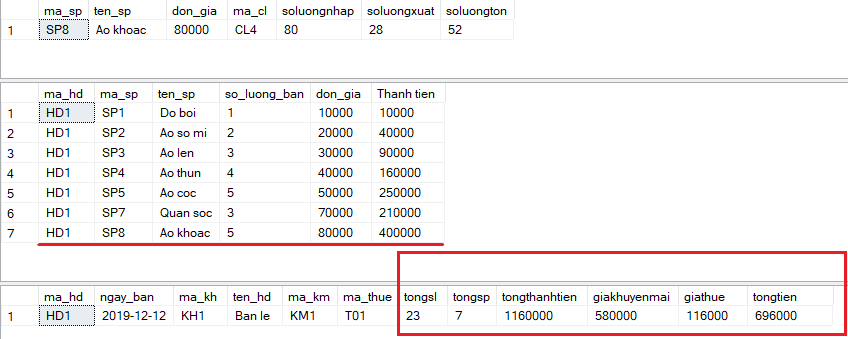 ma_sp ten_sp don_gia ma_cl soluongnhap soluongxuat soluongton
1 SP8 Ao khoac 80000 CL4 80 28 52
ma_hd ma_sp ten_sp so_luong_ban don_gia Thanh tien
1 HD1 SP1 Do boi 1 10000 10000
2 HD1 SP2 Ao so mi 2 20000 40000
3 HD1 SP3 Ao len 3 30000 90000
4 HD1 SP4 Ao thun 4 40000 160000
5 HD1 SP5 Ao coc 5 50000 250000
6 HD1 SP7 Quan soc 3 70000 210000
7 HD1 SP8 Ao khoac 5 80000 400000
ma_hd ngay_ban ma_kh ten_hd ma_km ma_thue tongsl tongsp tongthanhtien giakhuyenmai giathue tongtien
1 HD1 2019-12-12 KH1 Ban le KM1 T01 23 7 1160000 580000 116000 696000